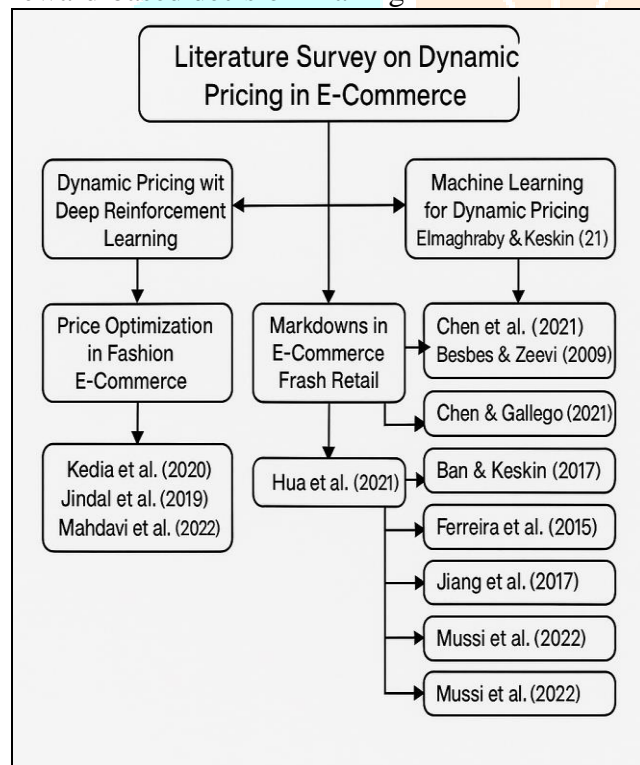 Literature Survey on Dynamic
Pricing in E-Commerce
Dynamic Pricing wit
Deep Reinforcement
Learning
Machine Learning
for Dynamic Pricing
Elmaghraby & Keskin (21)
Price Optimization
in Fashion
E-Commerce
Markdowns in
E-Commerce
Frash Retail
Chen et al. (2021)
Besbes & Zeevi (2009)
Chen & Gallego (2021)
Kedia et al. (2020)
Jindal et al. (2019)
Mahdavi et al. (2022)
Hua et al. (2021)
Ban & Keskin (2017)
Ferreira et al. (2015)
Jiang et al. (2017)
Mussi et al. (2022)
Mussi et al. (2022)